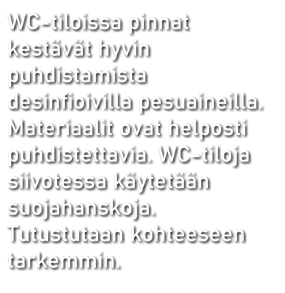 WC-tiloissa pinnat
kestävät hyvin
puhdistamista
desinfioivilla pesuaineilla.
Materiaalit ovat helposti
puhdistettavia. WC-tiloja
siivotessa käytetään
suojahanskoja.
Tutustutaan kohteeseen
tarkemmin.